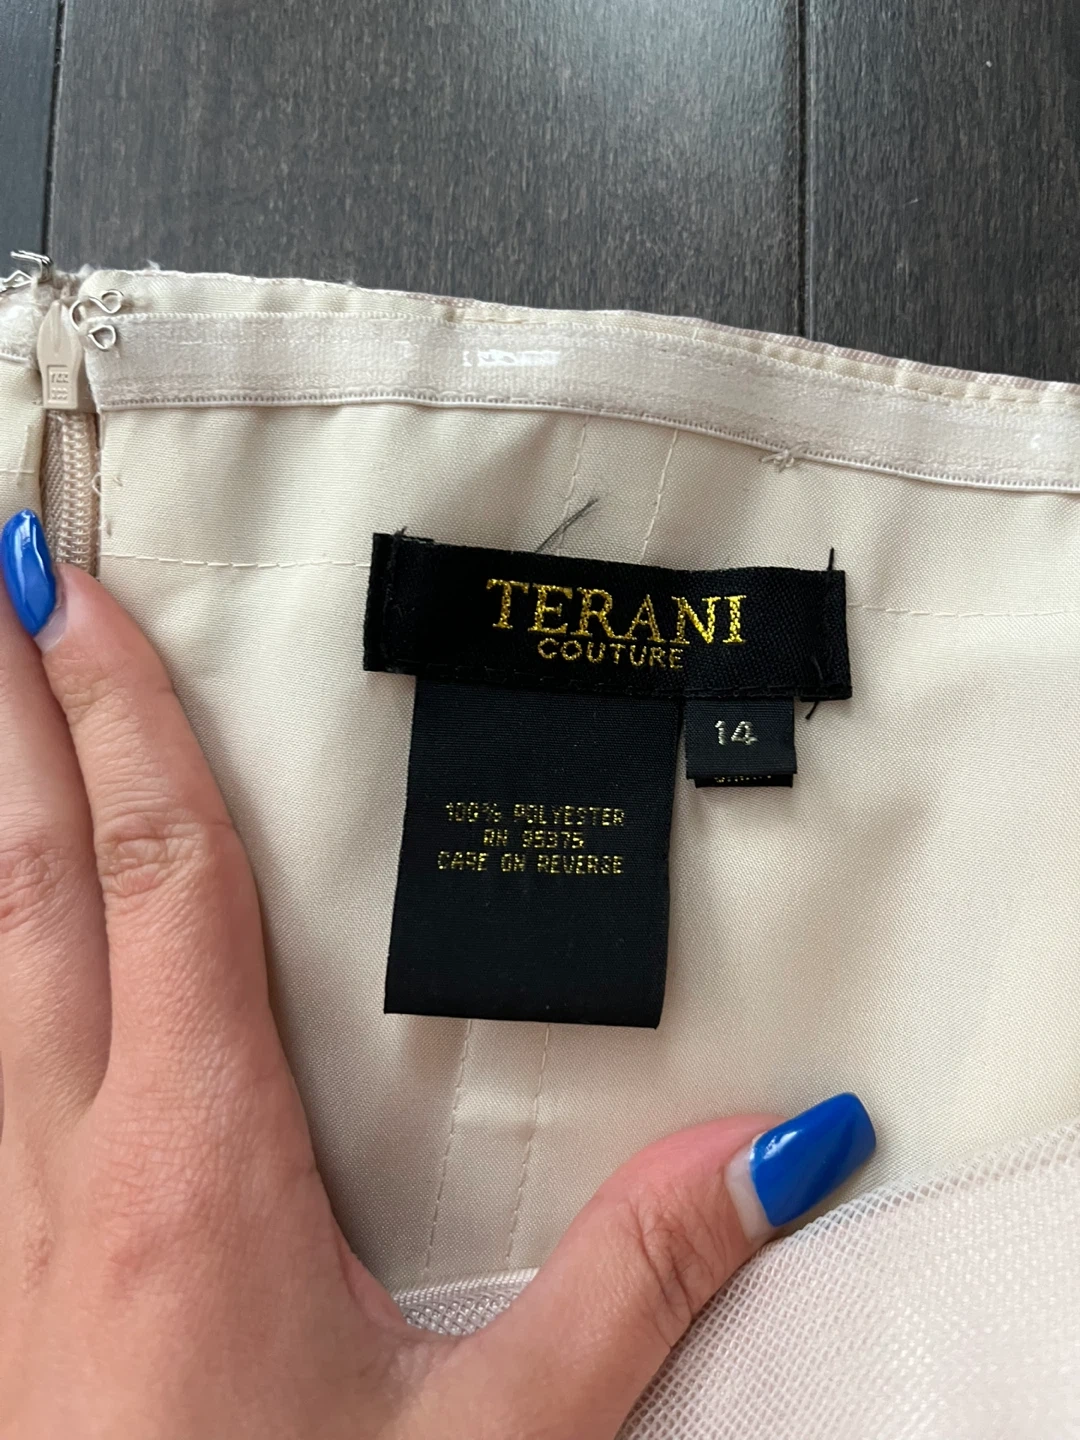 TERANI
COUTURE
14
100% POLYESTER
RN 95375
CARE ON REVERSE